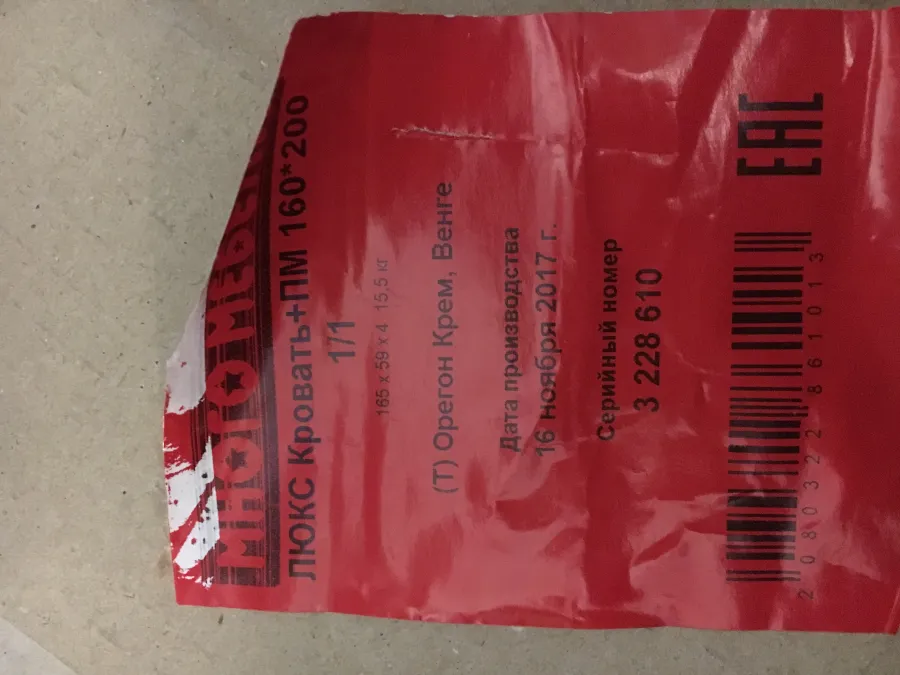 МНОГО МЕБЕЛИ
ЛЮКС Кровать+ПМ 160*200
1/1
165 x 59 x 4 15,5 кг
(Т) Орегон Крем, Венге
Дата производства
16 ноября 2017 г.
Серийный номер
3 228 610
2080322861013
ЕАС